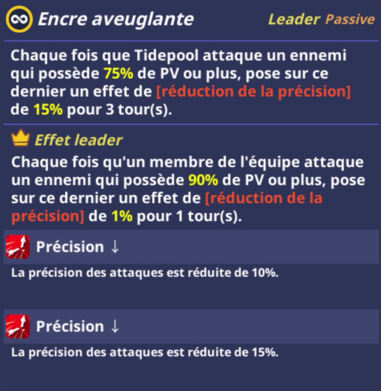 Encre aveuglante Leader Passive
Chaque fois que Tidepool attaque un ennemi
qui possède 75% de PV ou plus, pose sur ce
dernier un effet de [réduction de la précision]
de 15% pour 3 tour(s).
Effet leader
Chaque fois qu'un membre de l'équipe attaque
un ennemi qui possède 90% de PV ou plus, pose
sur ce dernier un effet de [réduction de la
précision] de 1% pour 1 tour(s).
Précision ↓
La précision des attaques est réduite de 10%.
Précision ↓
La précision des attaques est réduite de 15%.